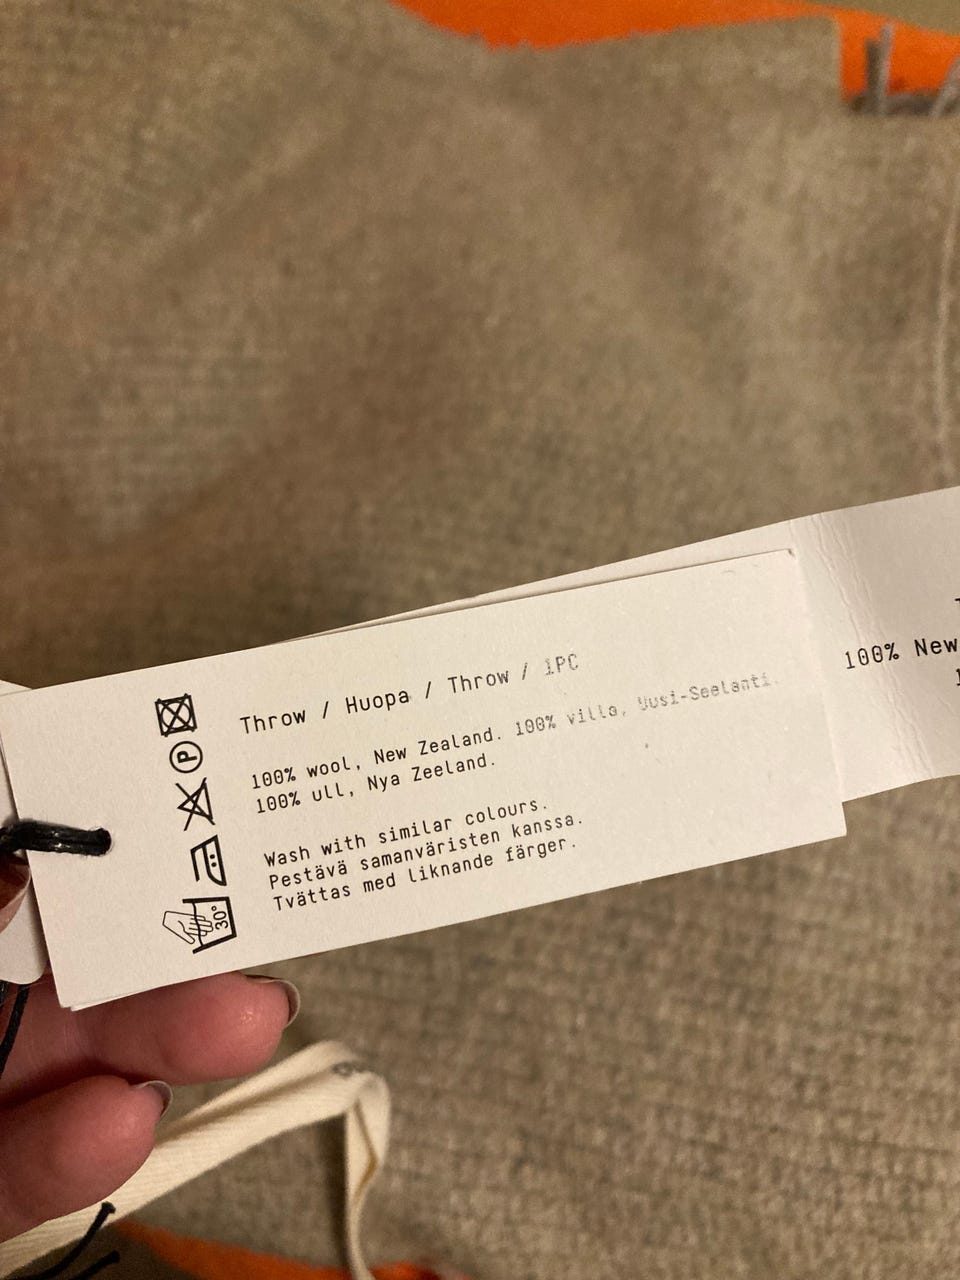 Throw / Huopa / Throw / 1PC
100% wool, New Zealand. 100% villa, Uusi-Seelanti.
100% ull, Nya Zeeland.
Wash with similar colours.
Pestävä samanväristen kanssa.
Tvättas med liknande färger.
P
30°
100% New